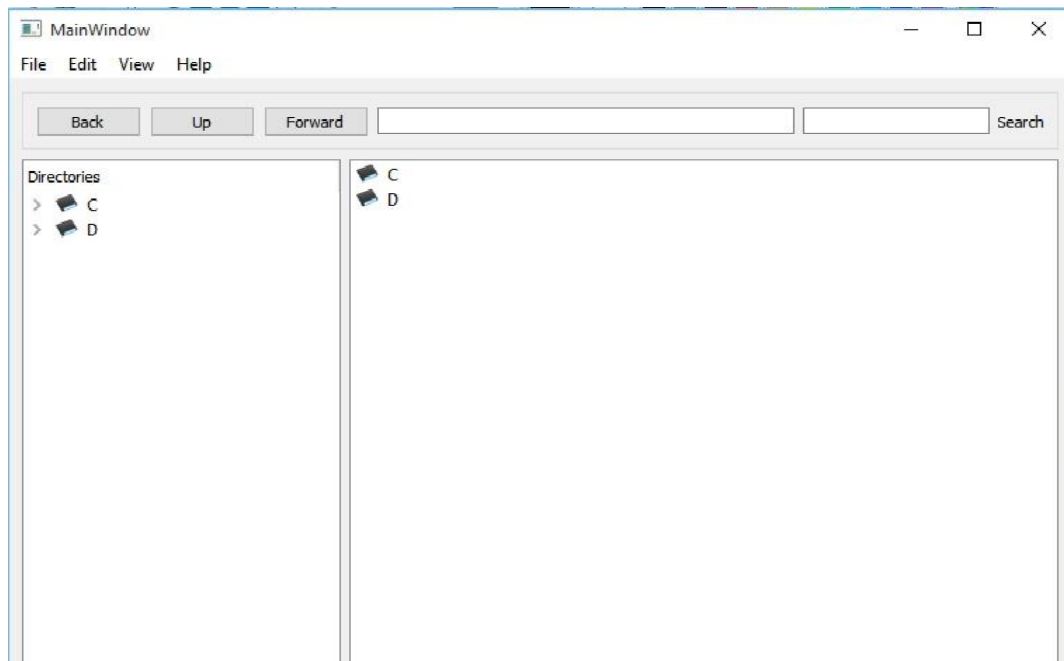 MainWindow
File Edit View Help
Back Up Forward Search
Directories
C
D
C
D